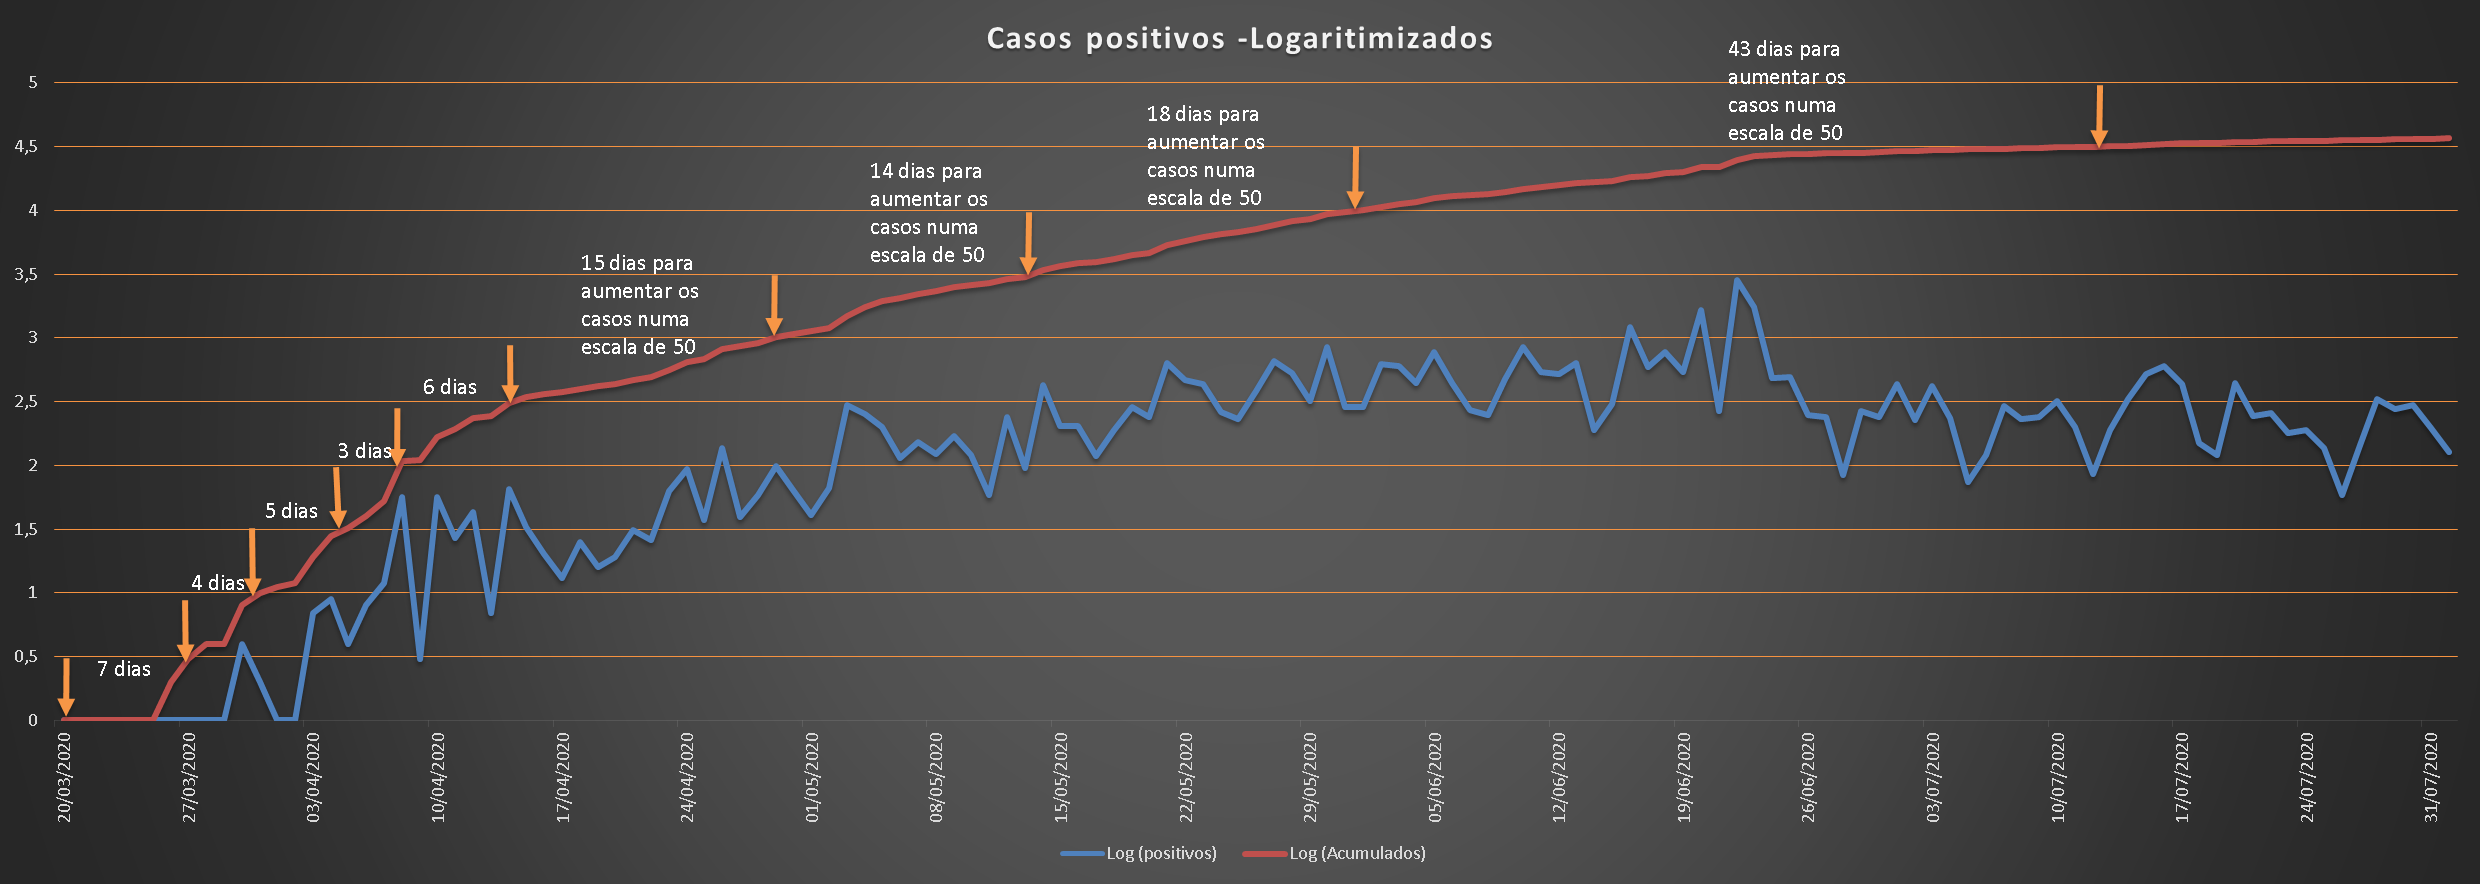 Casos positivos -Logaritimizados
43 dias para
aumentar os
casos numa
escala de 50
18 dias para
aumentar os
casos numa
escala de 50
14 dias para
aumentar os
casos numa
escala de 50
15 dias para
aumentar os
casos numa
escala de 50
6 dias
3 dias
5 dias
4 dias
7 dias
5
4,5
4
3,5
3
2,5
2
1,5
1
0,5
0
20/03/2020
27/03/2020
03/04/2020
10/04/2020
17/04/2020
24/04/2020
01/05/2020
08/05/2020
15/05/2020
22/05/2020
29/05/2020
05/06/2020
12/06/2020
19/06/2020
26/06/2020
03/07/2020
10/07/2020
17/07/2020
24/07/2020
31/07/2020
Log (positivos)
Log (Acumulados)